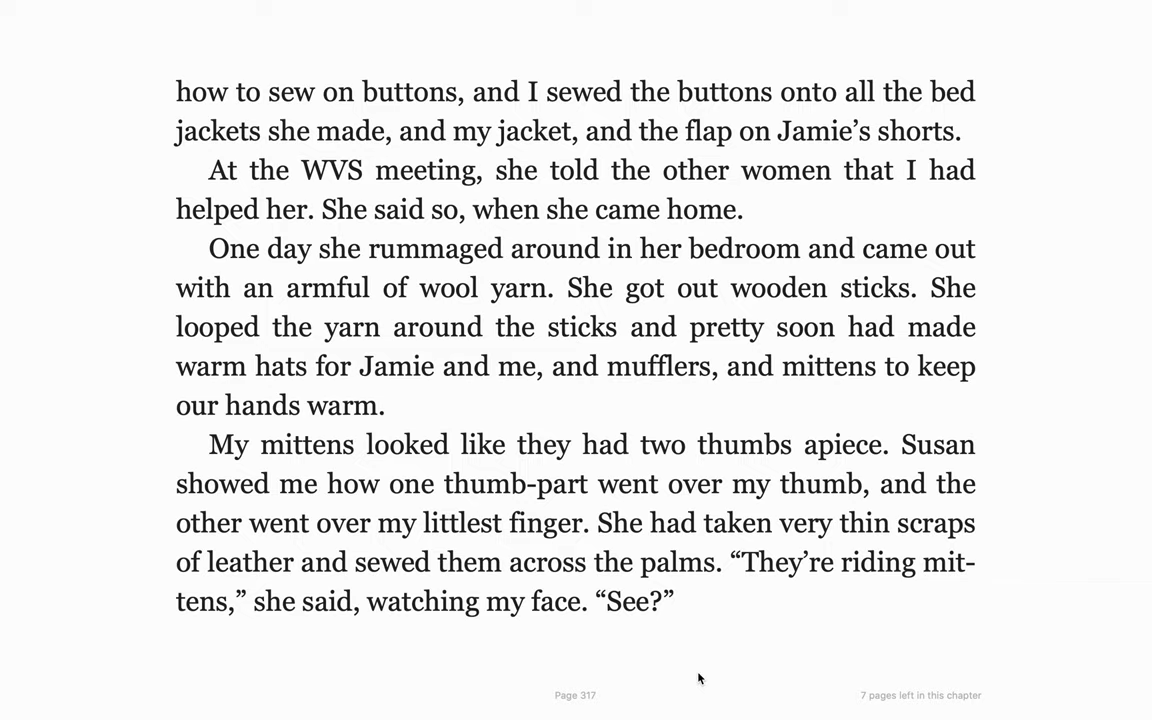 how to sew on buttons, and I sewed the buttons onto all the bed
jackets she made, and my jacket, and the flap on Jamie’s shorts.
At the WVS meeting, she told the other women that I had
helped her. She said so, when she came home.
One day she rummaged around in her bedroom and came out
with an armful of wool yarn. She got out wooden sticks. She
looped the yarn around the sticks and pretty soon had made
warm hats for Jamie and me, and mufflers, and mittens to keep
our hands warm.
My mittens looked like they had two thumbs apiece. Susan
showed me how one thumb-part went over my thumb, and the
other went over my littlest finger. She had taken very thin scraps
of leather and sewed them across the palms. “They’re riding mit-
tens,” she said, watching my face. “See?”
Page 317
7 pages left in this chapter